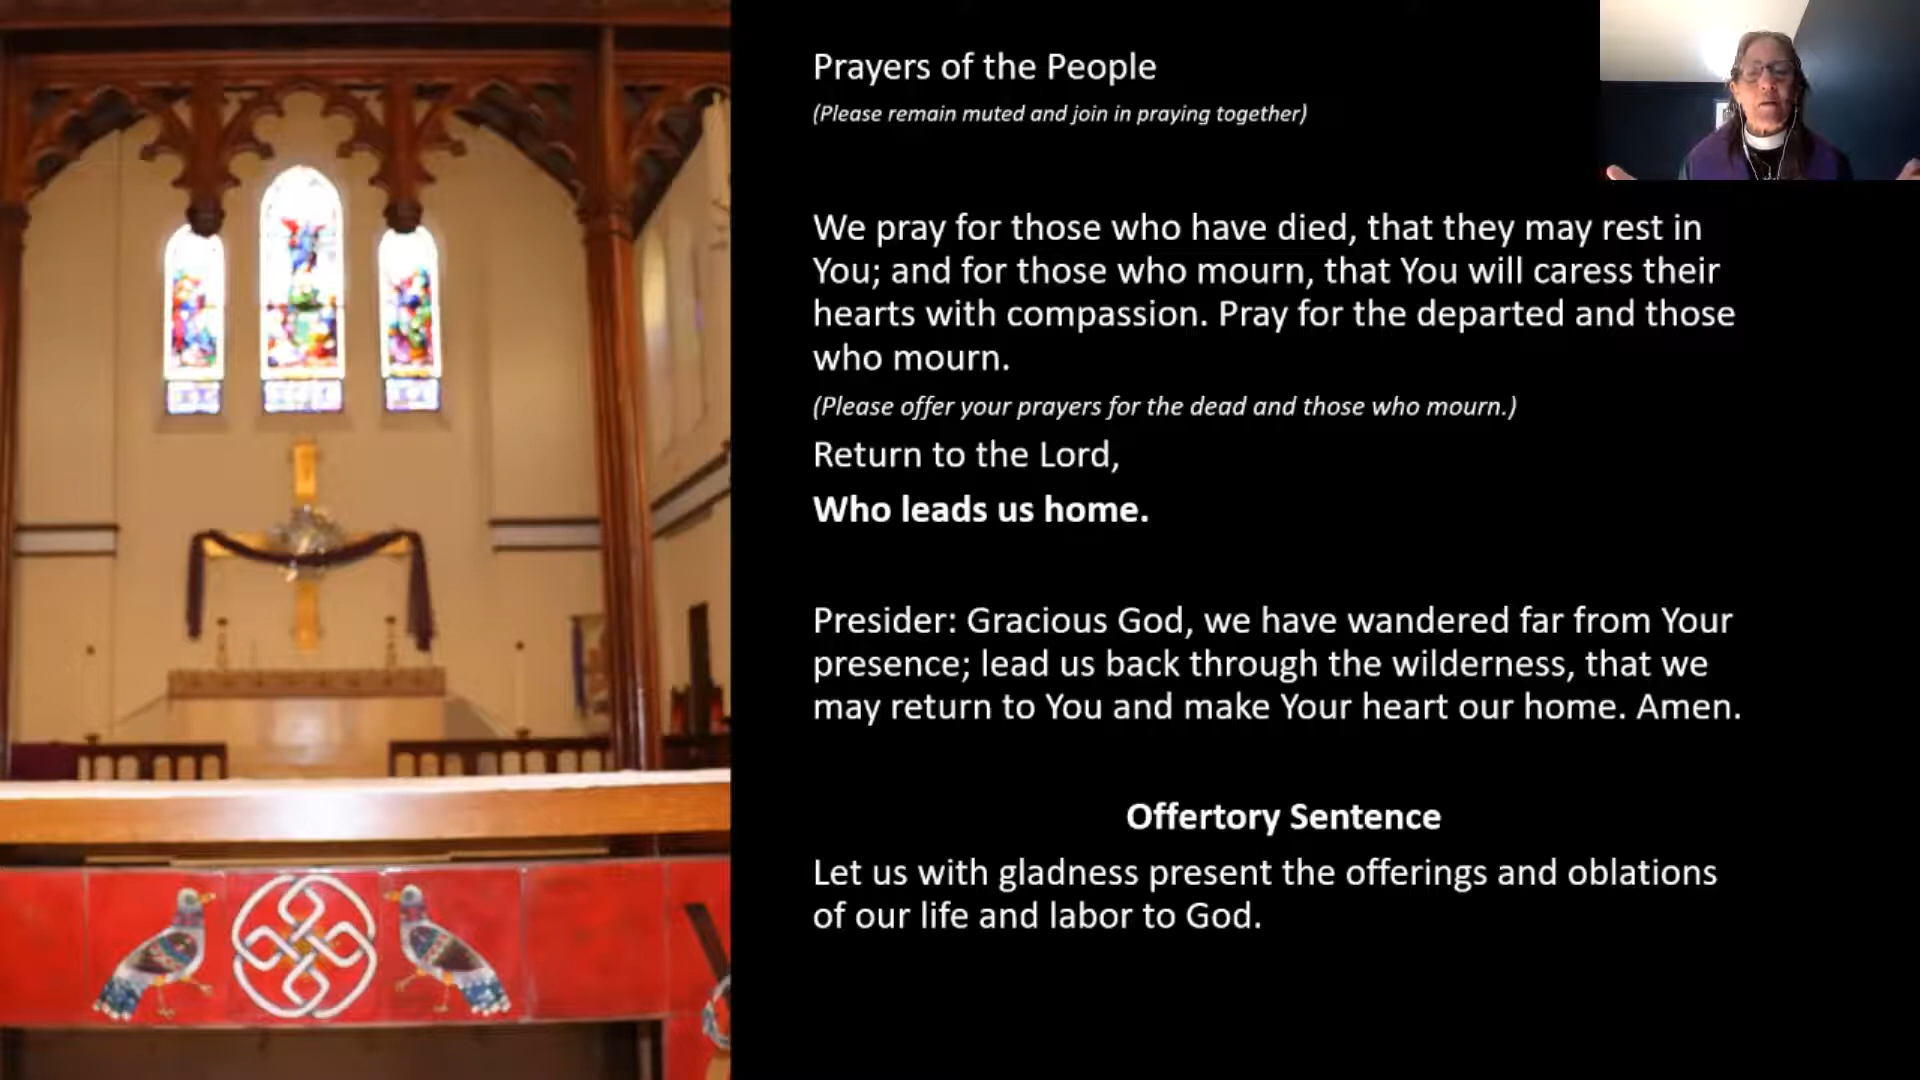 Prayers of the People
(Please remain muted and join in praying together)
We pray for those who have died, that they may rest in
You; and for those who mourn, that You will caress their
hearts with compassion. Pray for the departed and those
who mourn.
(Please offer your prayers for the dead and those who mourn.)
Return to the Lord,
Who leads us home.
Presider: Gracious God, we have wandered far from Your
presence; lead us back through the wilderness, that we
may return to You and make Your heart our home. Amen.
Offertory Sentence
Let us with gladness present the offerings and oblations
of our life and labor to God.